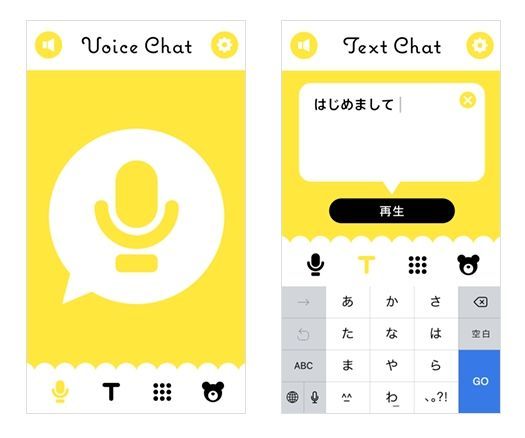 Voice Chat
T
Text Chat
はじめまして
再生
T
→ あ か さ
た な は 空白
ABC ま や ら GO
^^ わ_ 、。?!